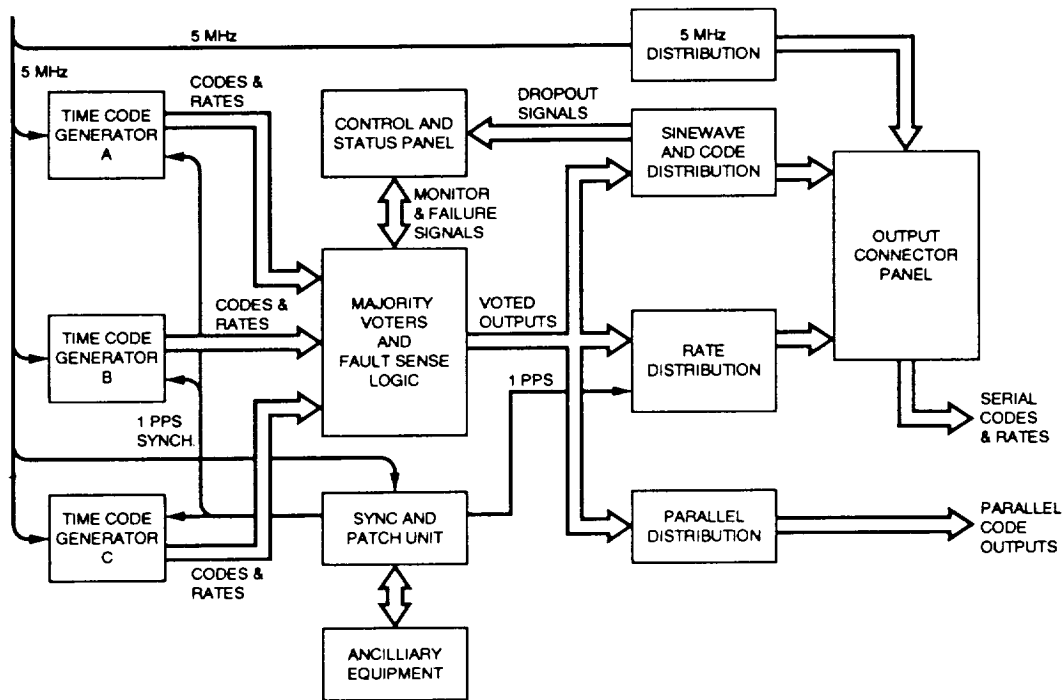 5 MHz
5 MHz
DISTRIBUTION
5 MHz
CODES &
RATES
TIME CODE
GENERATOR
A
CONTROL AND
STATUS PANEL
DROPOUT
SIGNALS
SINEWAVE
AND CODE
DISTRIBUTION
OUTPUT
CONNECTOR
PANEL
MONITOR
& FAILURE
SIGNALS
CODES &
RATES
TIME CODE
GENERATOR
B
MAJORITY
VOTERS
AND
FAULT SENSE
LOGIC
VOTED
OUTPUTS
RATE
DISTRIBUTION
1 PPS
1 PPS
SYNCH.
SERIAL
CODES
& RATES
TIME CODE
GENERATOR
C
CODES &
RATES
SYNC AND
PATCH UNIT
PARALLEL
DISTRIBUTION
PARALLEL
CODE
OUTPUTS
ANCILLIARY
EQUIPMENT